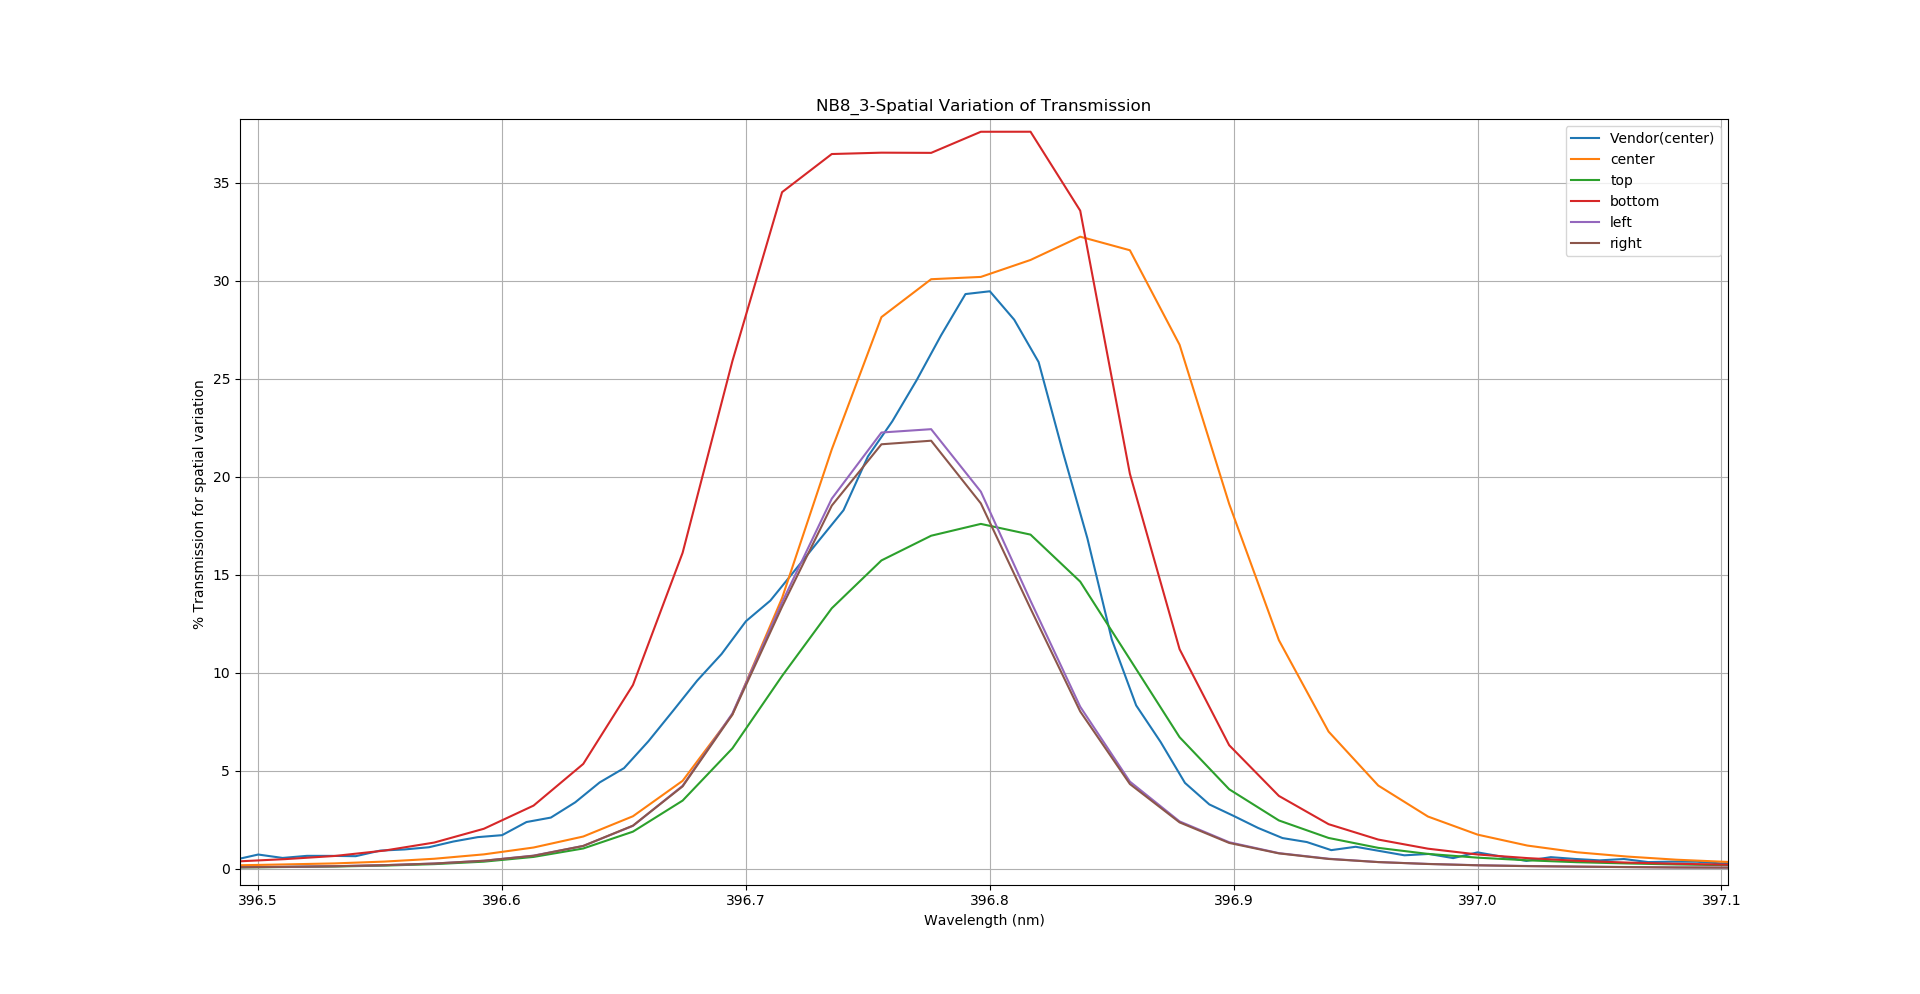 NB8_3-Spatial Variation of Transmission
Vendor(center)
center
top
bottom
left
right
% Transmission for spatial variation
35
30
25
20
15
10
5
0
396.5 396.6 396.7 396.8 396.9 397.0 397.1
Wavelength (nm)